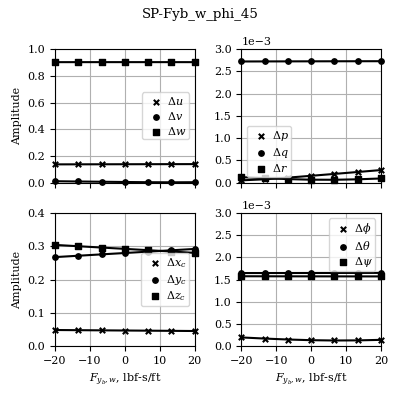 SP-Fyb_w_phi_45
1e−3
1.0
0.8
0.6
0.4
0.2
0.0
Amplitude
Δu
Δv
Δw
3.0
2.5
2.0
1.5
1.0
0.5
0.0
Δp
Δq
Δr
1e−3
0.4
0.3
0.2
0.1
0.0
Amplitude
Δx_c
Δy_c
Δz_c
−20 −10 0 10 20
F_{y_b,w}, lbf-s/ft
3.0
2.5
2.0
1.5
1.0
0.5
0.0
Δϕ
Δθ
Δψ
−20 −10 0 10 20
F_{y_b,w}, lbf-s/ft